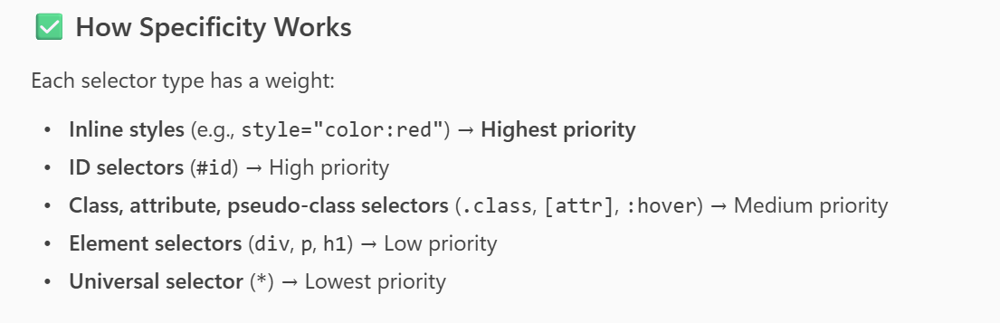 ✅ How Specificity Works
Each selector type has a weight:
• Inline styles (e.g., style="color:red") → Highest priority
• ID selectors (#id) → High priority
• Class, attribute, pseudo-class selectors (.class, [attr], :hover) → Medium priority
• Element selectors (div, p, h1) → Low priority
• Universal selector (*) → Lowest priority